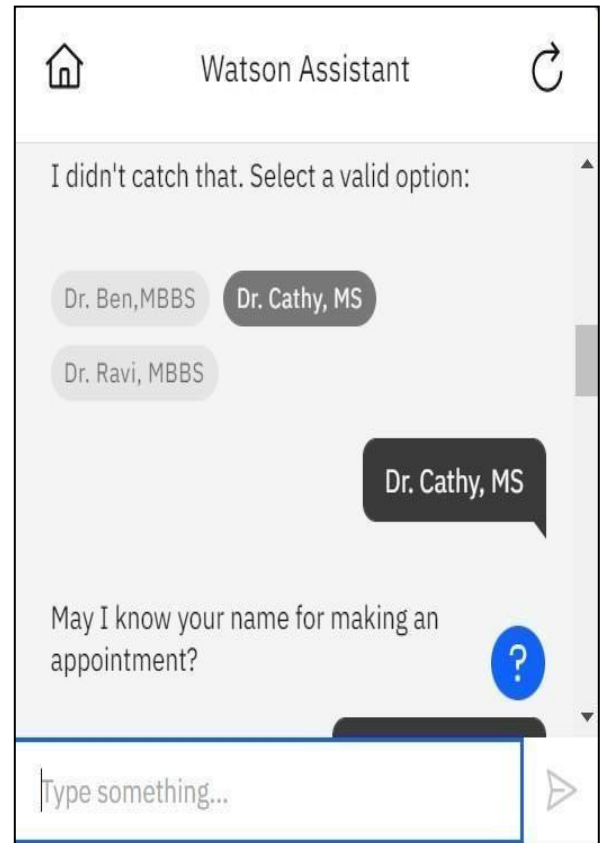 Watson Assistant
I didn't catch that. Select a valid option:
Dr. Ben,MBBS
Dr. Cathy, MS
Dr. Ravi, MBBS
Dr. Cathy, MS
May I know your name for making an
appointment?
?
Type something...